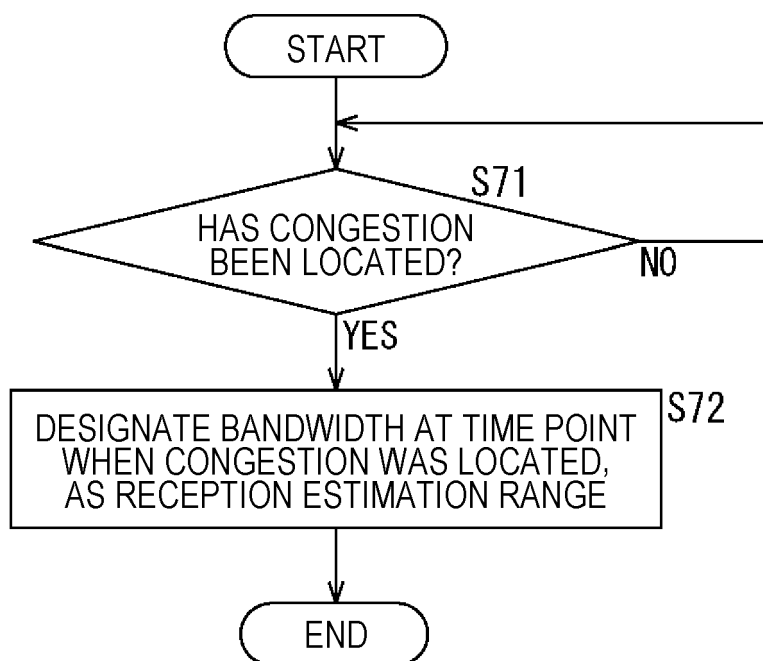 START
S71
HAS CONGESTION
BEEN LOCATED?
NO
YES
S72
DESIGNATE BANDWIDTH AT TIME POINT
WHEN CONGESTION WAS LOCATED,
AS RECEPTION ESTIMATION RANGE
END